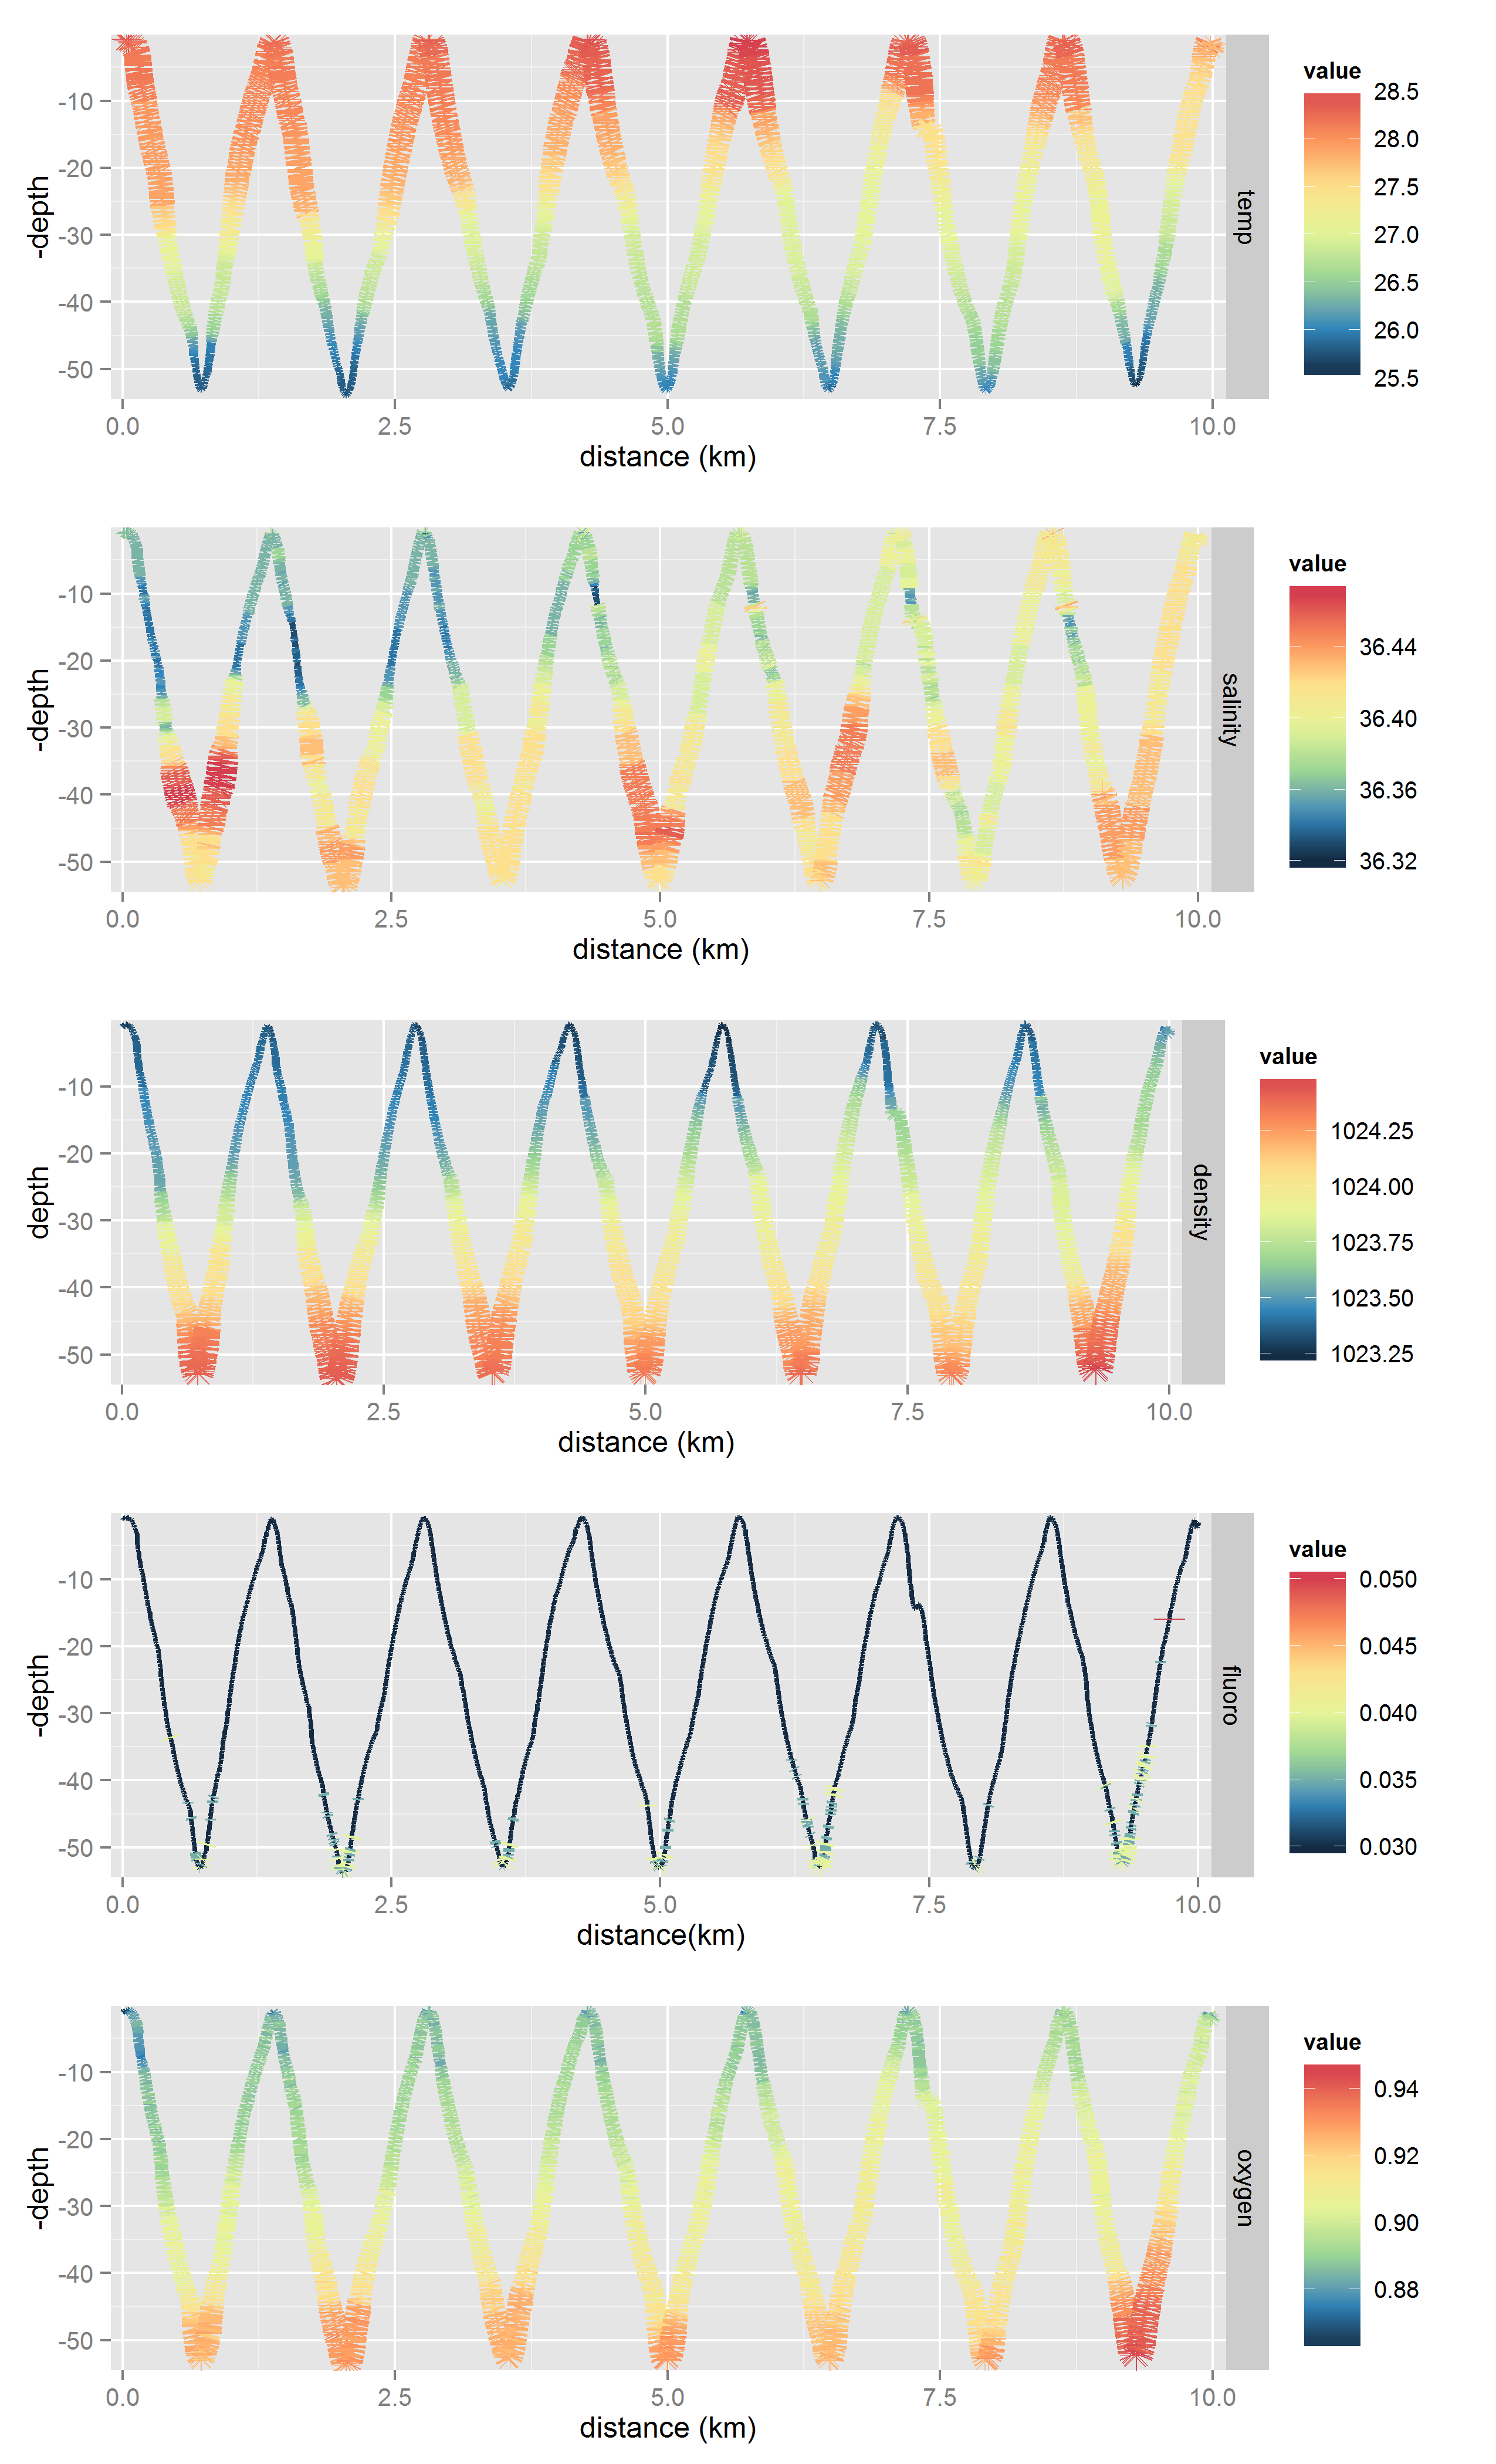 value
28.5
28.0
27.5
27.0
26.5
26.0
25.5
-10
-20
-30
-40
-50
-depth
temp
0.0 2.5 5.0 7.5 10.0
distance (km)
value
36.44
36.40
36.36
36.32
-10
-20
-30
-40
-50
-depth
salinity
0.0 2.5 5.0 7.5 10.0
distance (km)
value
1024.25
1024.00
1023.75
1023.50
1023.25
-10
-20
-30
-40
-50
depth
density
0.0 2.5 5.0 7.5 10.0
distance (km)
value
0.050
0.045
0.040
0.035
0.030
-10
-20
-30
-40
-50
-depth
fluoro
0.0 2.5 5.0 7.5 10.0
distance(km)
value
0.94
0.92
0.90
0.88
-10
-20
-30
-40
-50
-depth
oxygen
0.0 2.5 5.0 7.5 10.0
distance (km)